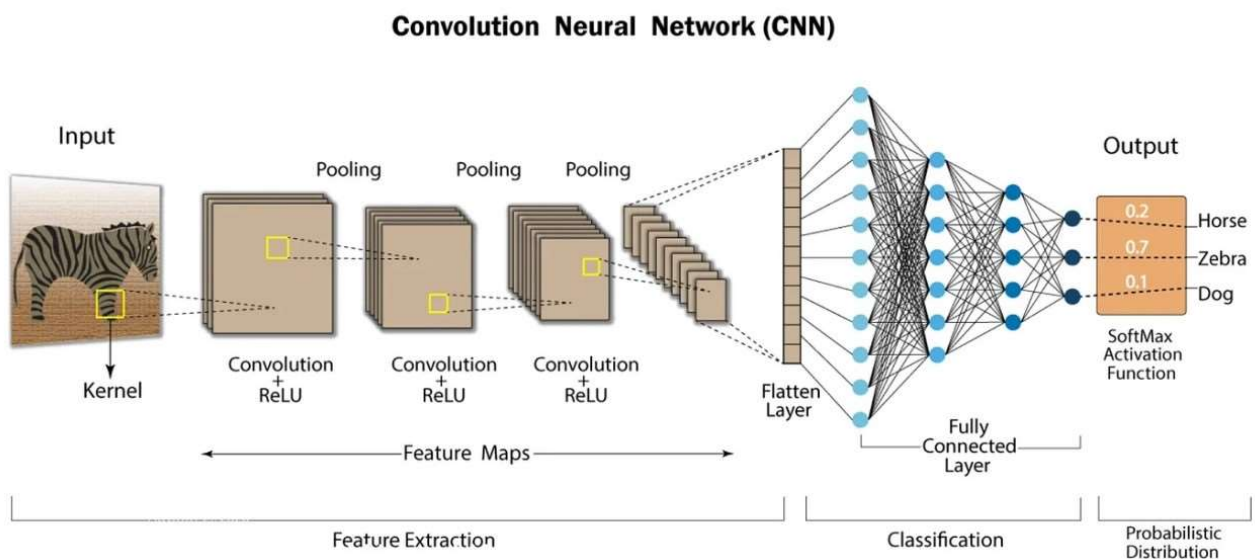 Convolution Neural Network (CNN)
Input
Pooling
Pooling
Pooling
Output
0.2
Horse
0.7
Zebra
0.1
Dog
SoftMax
Activation
Function
Kernel
Convolution
+
ReLU
Convolution
+
ReLU
Convolution
+
ReLU
Flatten
Layer
Fully
Connected
Layer
Feature Maps
Feature Extraction
Classification
Probabilistic
Distribution